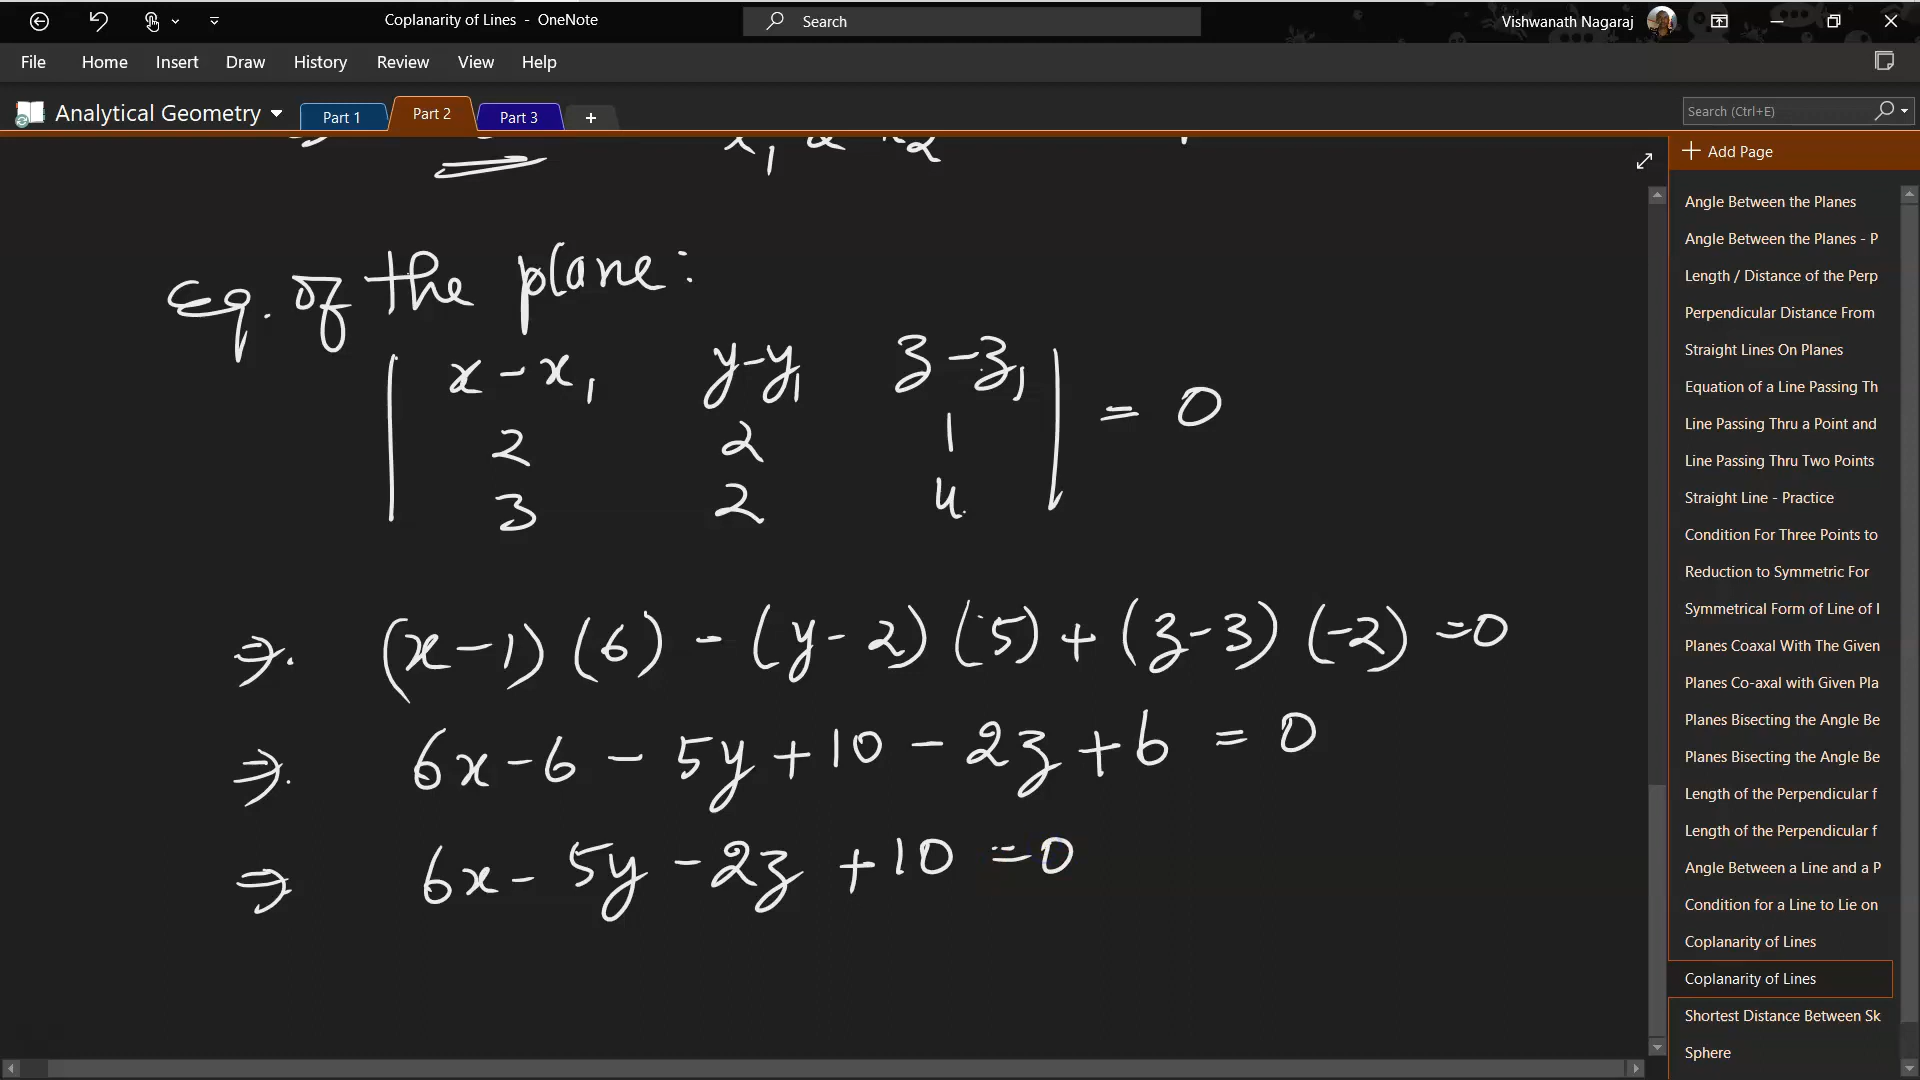 Coplanarity of Lines - OneNote
Search
Vishwanath Nagaraj
File Home Insert Draw History Review View Help
Analytical Geometry
Part 1 Part 2 Part 3 +
Search (Ctrl+E)
Add Page
x₁
Eq. of the plane:
x - x₁ y - y₁ z - z₁
2 2 1 = 0
3 2 4
⇒. (x-1) (6) - (y-2) (5) + (z-3) (-2) = 0
⇒. 6x - 6 - 5y + 10 - 2z + 6 = 0
⇒ 6x - 5y - 2z + 10 = 0
Angle Between the Planes
Angle Between the Planes - P
Length / Distance of the Perp
Perpendicular Distance From
Straight Lines On Planes
Equation of a Line Passing Th
Line Passing Thru a Point and
Line Passing Thru Two Points
Straight Line - Practice
Condition For Three Points to
Reduction to Symmetric For
Symmetrical Form of Line of I
Planes Coaxal With The Given
Planes Co-axal with Given Pla
Planes Bisecting the Angle Be
Planes Bisecting the Angle Be
Length of the Perpendicular f
Length of the Perpendicular f
Angle Between a Line and a P
Condition for a Line to Lie on
Coplanarity of Lines
Coplanarity of Lines
Shortest Distance Between Sk
Sphere